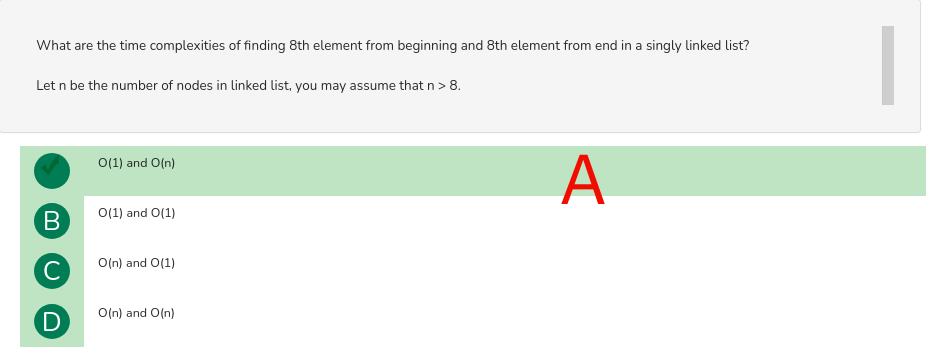 What are the time complexities of finding 8th element from beginning and 8th element from end in a singly linked list?
Let n be the number of nodes in linked list, you may assume that n > 8.
O(1) and O(n)
A
B O(1) and O(1)
C O(n) and O(1)
D O(n) and O(n)